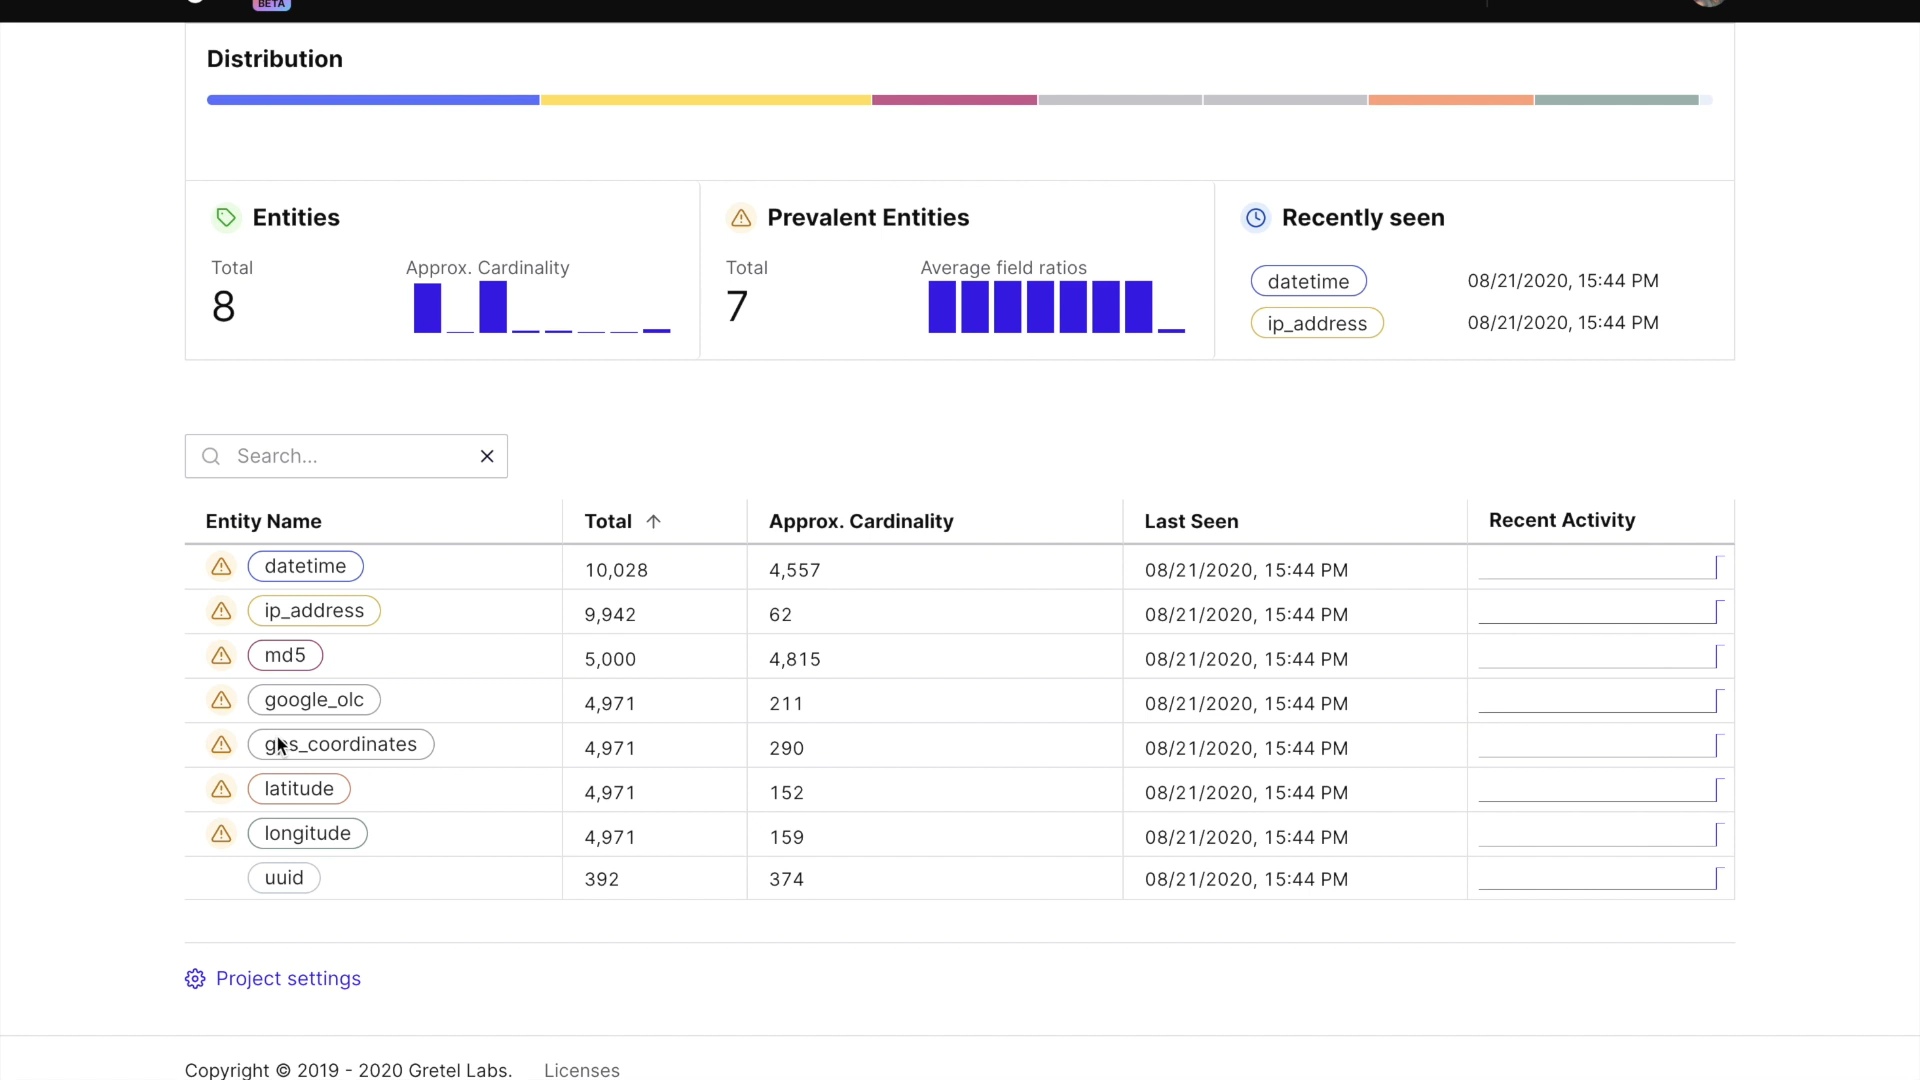 BETA
Distribution
Entities
Total
8
Approx. Cardinality
Prevalent Entities
Total
7
Average field ratios
Recently seen
datetime 08/21/2020, 15:44 PM
ip_address 08/21/2020, 15:44 PM
Search...
Entity Name Total Approx. Cardinality Last Seen Recent Activity
datetime 10,028 4,557 08/21/2020, 15:44 PM
ip_address 9,942 62 08/21/2020, 15:44 PM
md5 5,000 4,815 08/21/2020, 15:44 PM
google_olc 4,971 211 08/21/2020, 15:44 PM
gps_coordinates 4,971 290 08/21/2020, 15:44 PM
latitude 4,971 152 08/21/2020, 15:44 PM
longitude 4,971 159 08/21/2020, 15:44 PM
uuid 392 374 08/21/2020, 15:44 PM
Project settings
Copyright © 2019 - 2020 Gretel Labs. Licenses